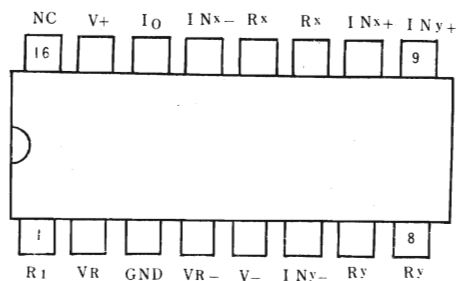 NC V+ IO INx- Rx Rx INx+ INy+
16 9
1 8
R1 VR GND VR- V- INy- Ry Ry